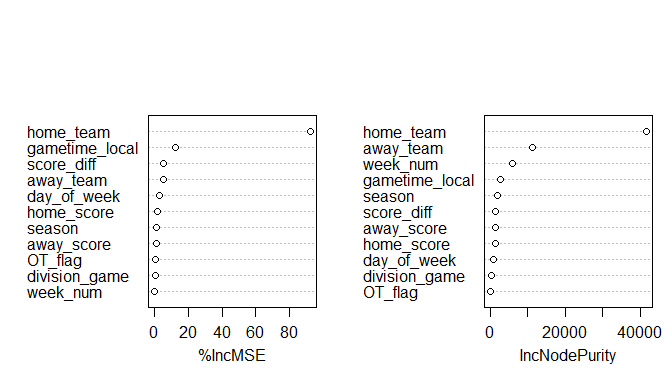 home_team
gametime_local
score_diff
away_team
day_of_week
home_score
season
away_score
OT_flag
division_game
week_num
0 20 40 60 80
%IncMSE
home_team
away_team
week_num
gametime_local
season
score_diff
away_score
home_score
day_of_week
division_game
OT_flag
0 20000 40000
IncNodePurity